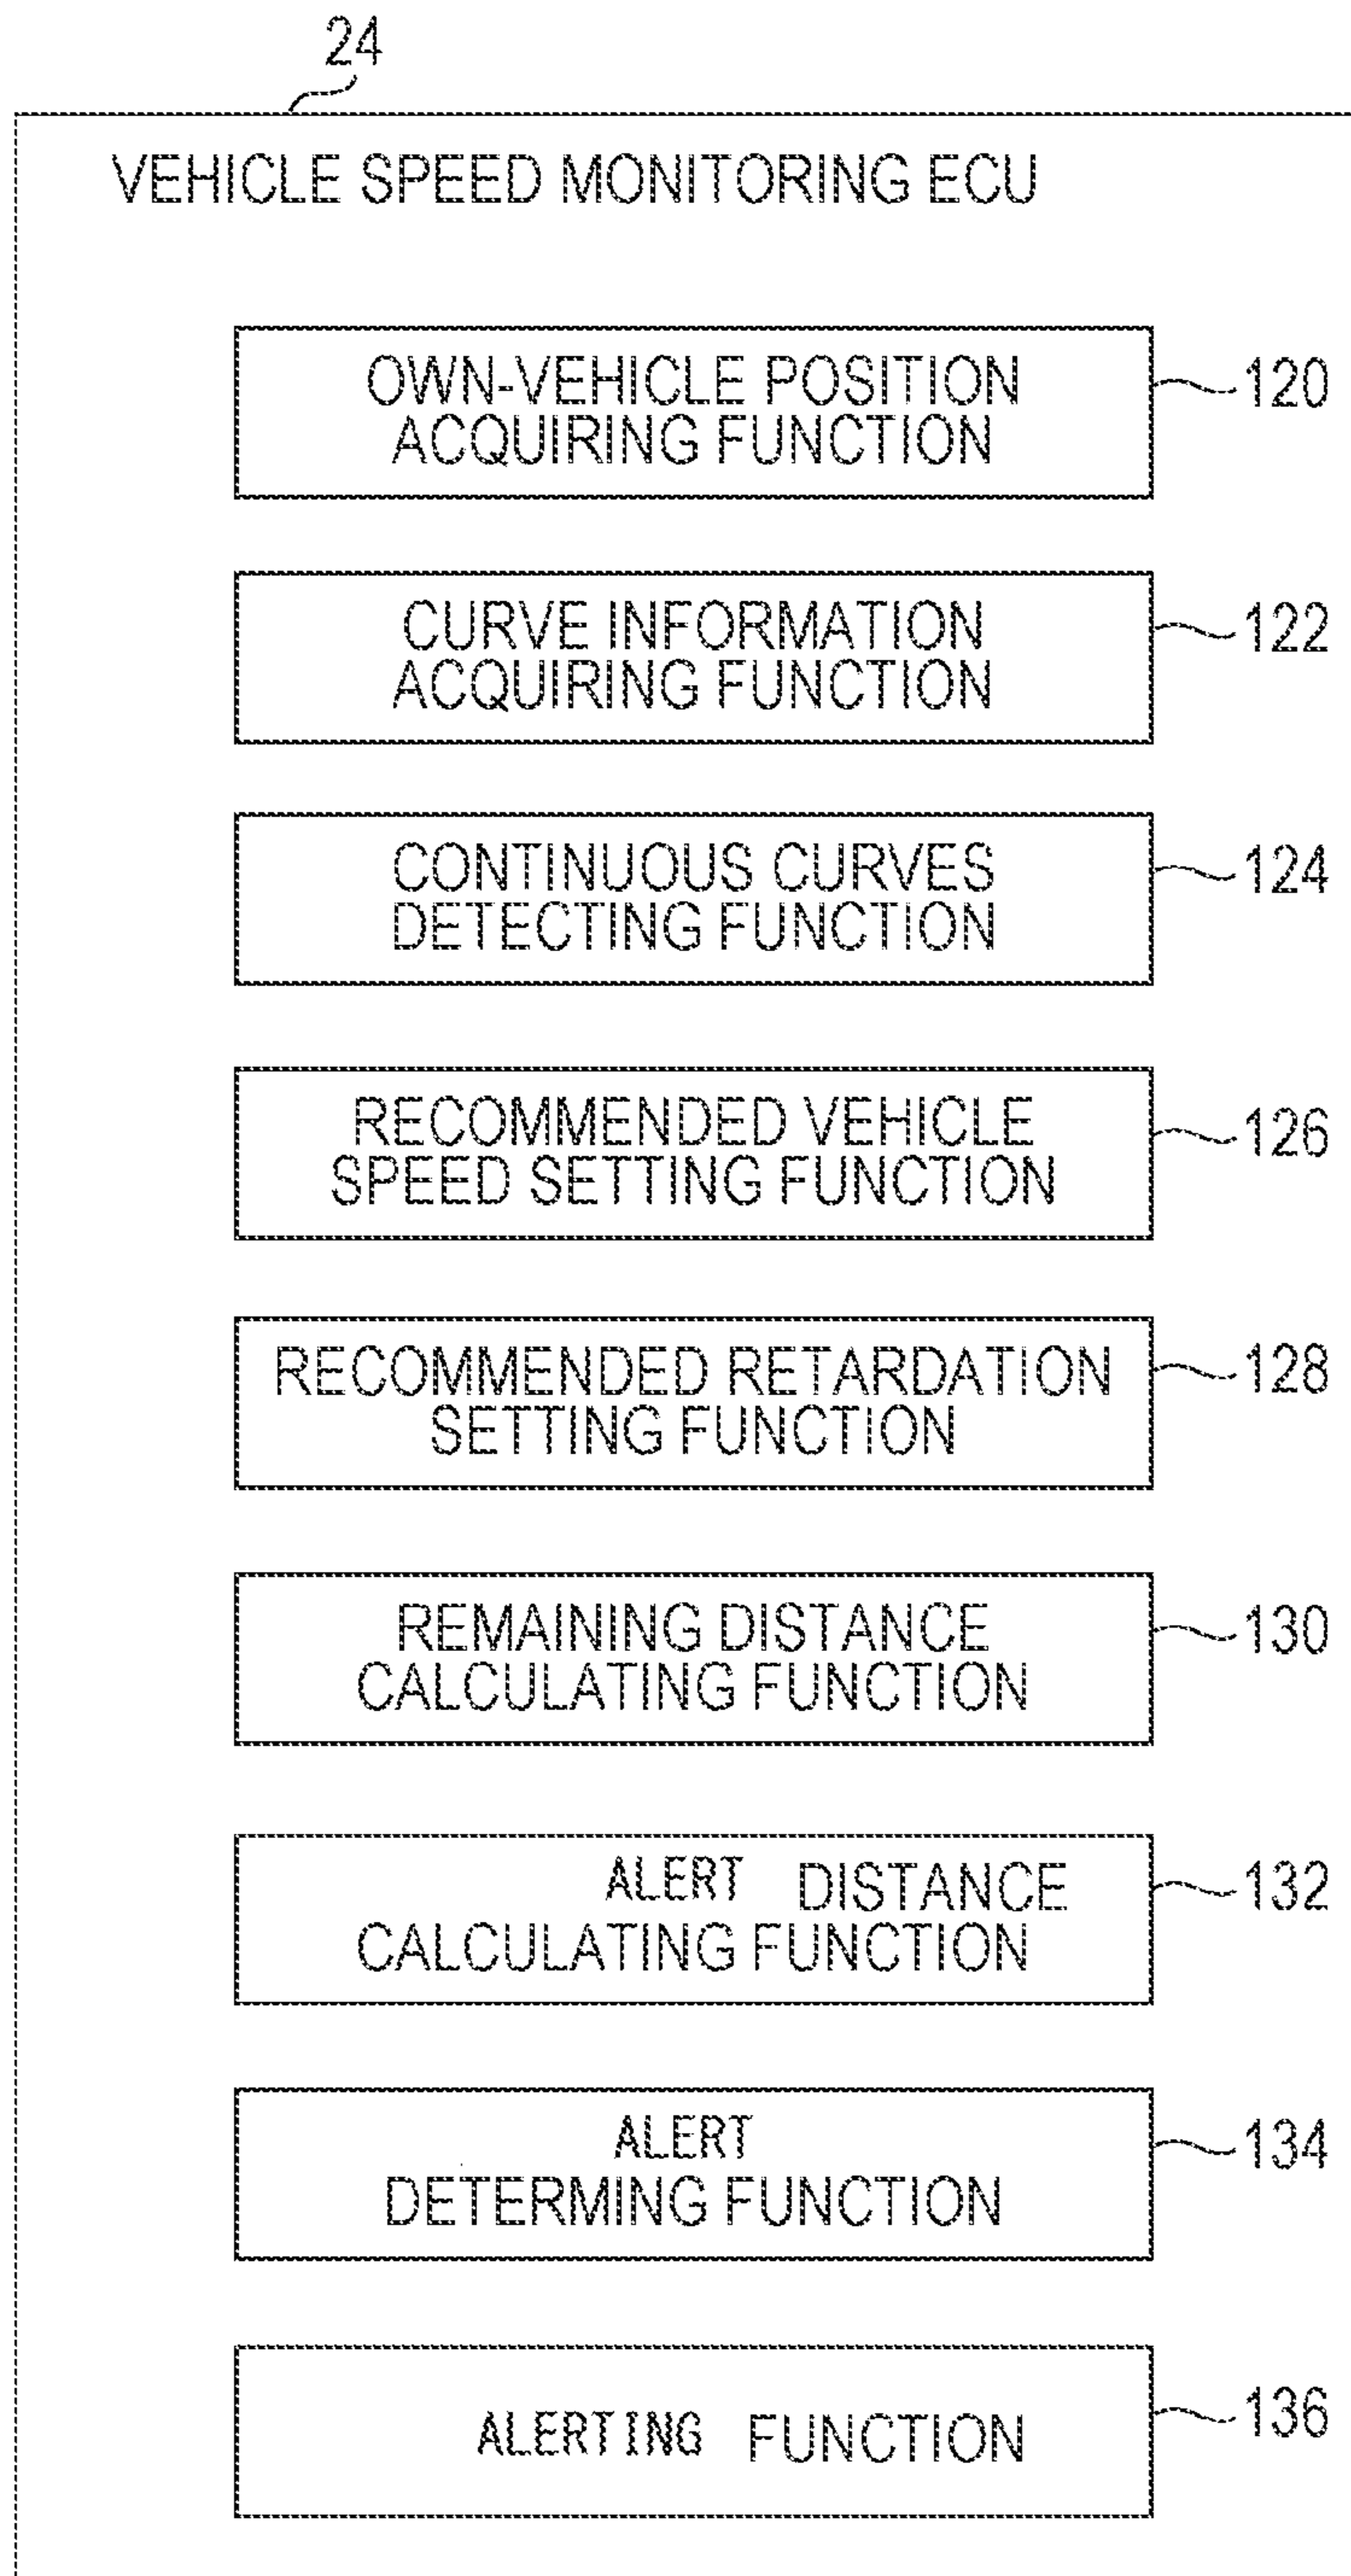 24
VEHICLE SPEED MONITORING ECU
OWN-VEHICLE POSITION
ACQUIRING FUNCTION
120
CURVE INFORMATION
ACQUIRING FUNCTION
122
CONTINUOUS CURVES
DETECTING FUNCTION
124
RECOMMENDED VEHICLE
SPEED SETTING FUNCTION
126
RECOMMENDED RETARDATION
SETTING FUNCTION
128
REMAINING DISTANCE
CALCULATING FUNCTION
130
ALERT DISTANCE
CALCULATING FUNCTION
132
ALERT
DETERMING FUNCTION
134
ALERTING FUNCTION
136